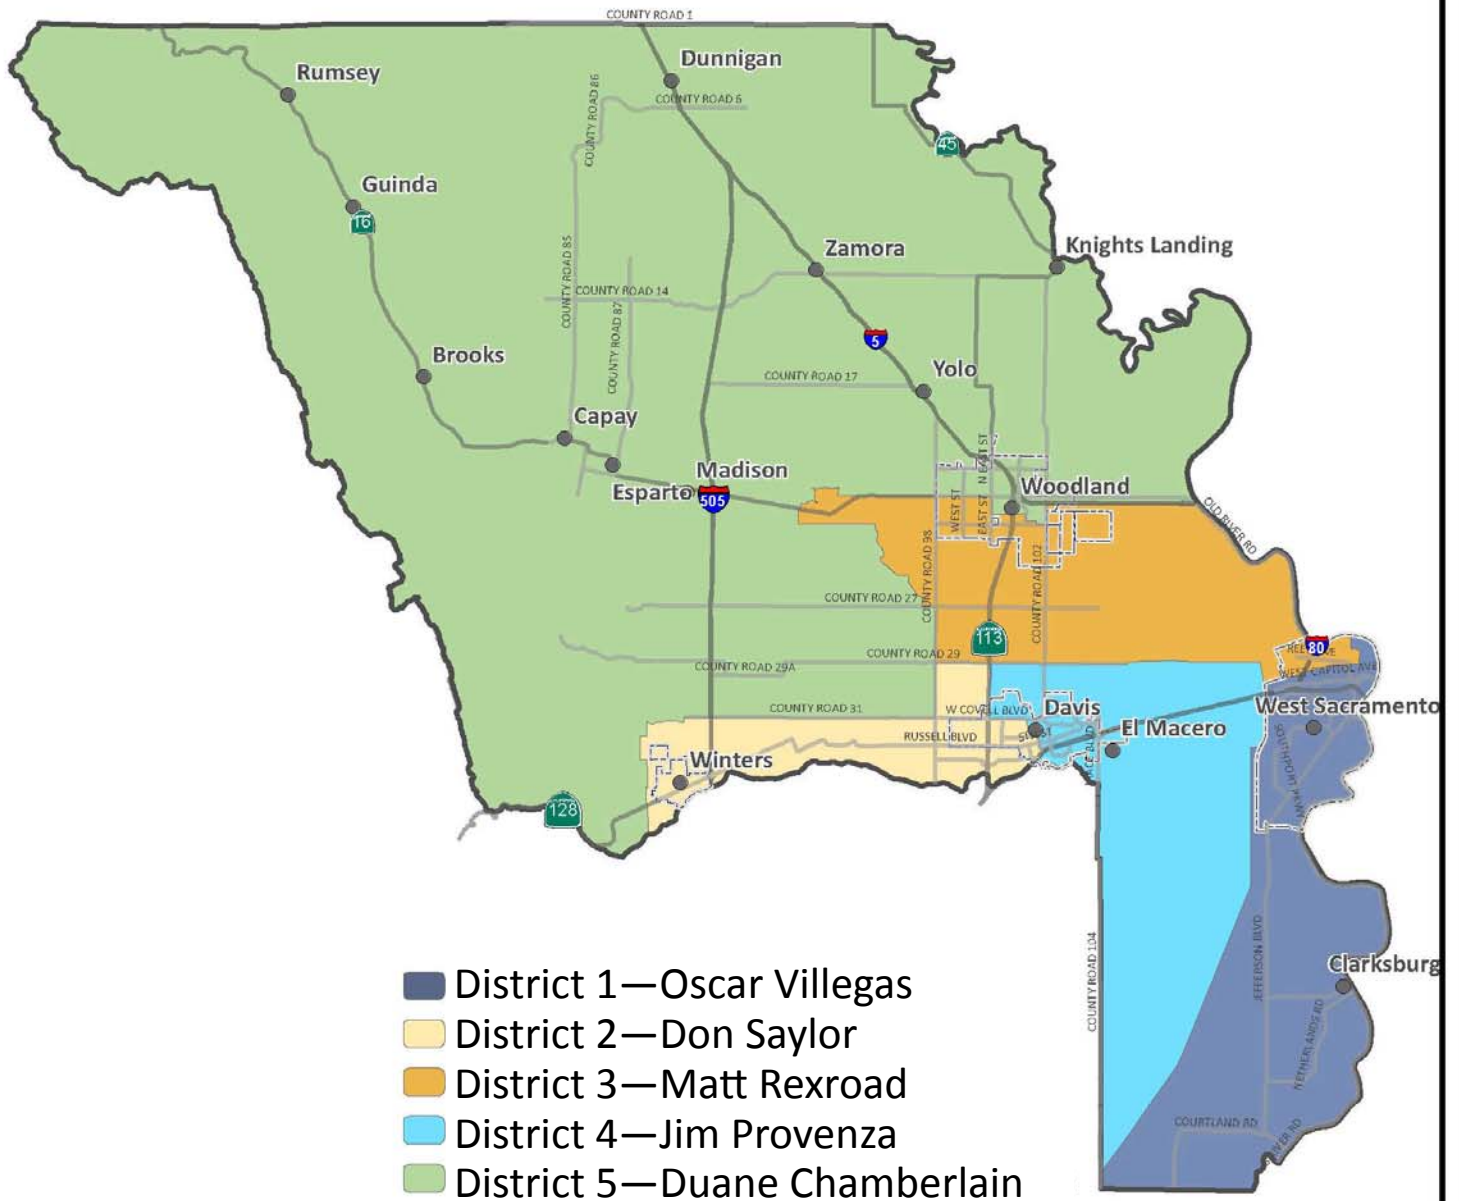 COUNTY ROAD 1
Dunnigan
Rumsey
COUNTY ROAD 86
COUNTY ROAD 6
45
Guinda
16
Zamora
Knights Landing
COUNTY ROAD 85
COUNTY ROAD 14
COUNTY ROAD 87
5
Brooks
Yolo
COUNTY ROAD 17
Capay
N EAST ST
Madison
Esparto
505
Woodland
WEST ST
EAST ST
OLD RIVER RD
COUNTY ROAD 98
COUNTY ROAD 102
COUNTY ROAD 27
113
80
COUNTY ROAD 29
COUNTY ROAD 29A
WEST CAPITOL AVE
COUNTY ROAD 31
W COVELL BLVD
Davis
West Sacramento
RUSSELL BLVD
El Macero
Winters
128
COUNTY ROAD 104
JEFFERSON BLVD
Clarksburg
NETHERLANDS RD
COURTLAND RD
District 1—Oscar Villegas
District 2—Don Saylor
District 3—Matt Rexroad
District 4—Jim Provenza
District 5—Duane Chamberlain